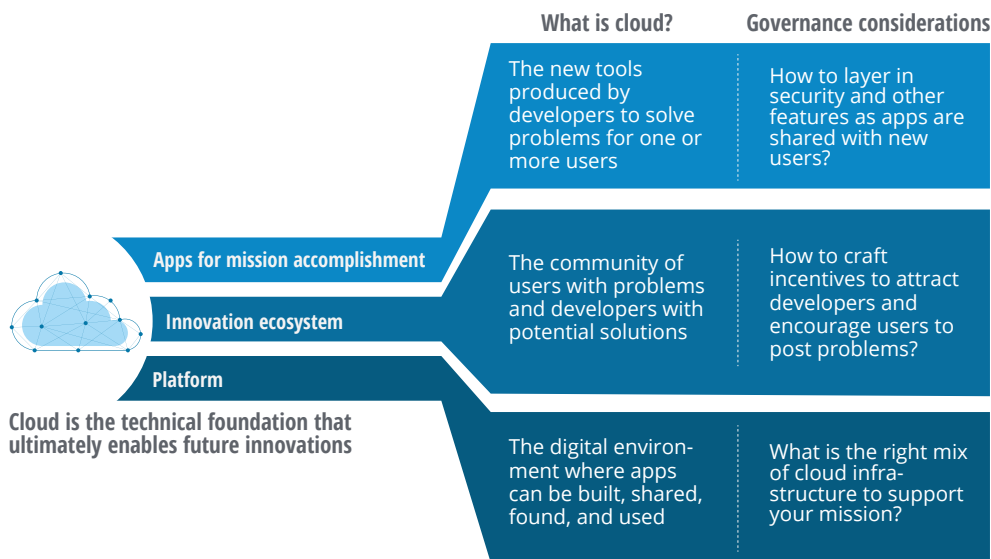 What is cloud?
Governance considerations
The new tools
produced by
developers to solve
problems for one or
more users
How to layer in
security and other
features as apps are
shared with new
users?
Apps for mission accomplishment
The community of
users with problems
and developers with
potential solutions
How to craft
incentives to attract
developers and
encourage users to
post problems?
Innovation ecosystem
Platform
Cloud is the technical foundation that
ultimately enables future innovations
The digital environ-
ment where apps
can be built, shared,
found, and used
What is the right mix
of cloud infra-
structure to support
your mission?